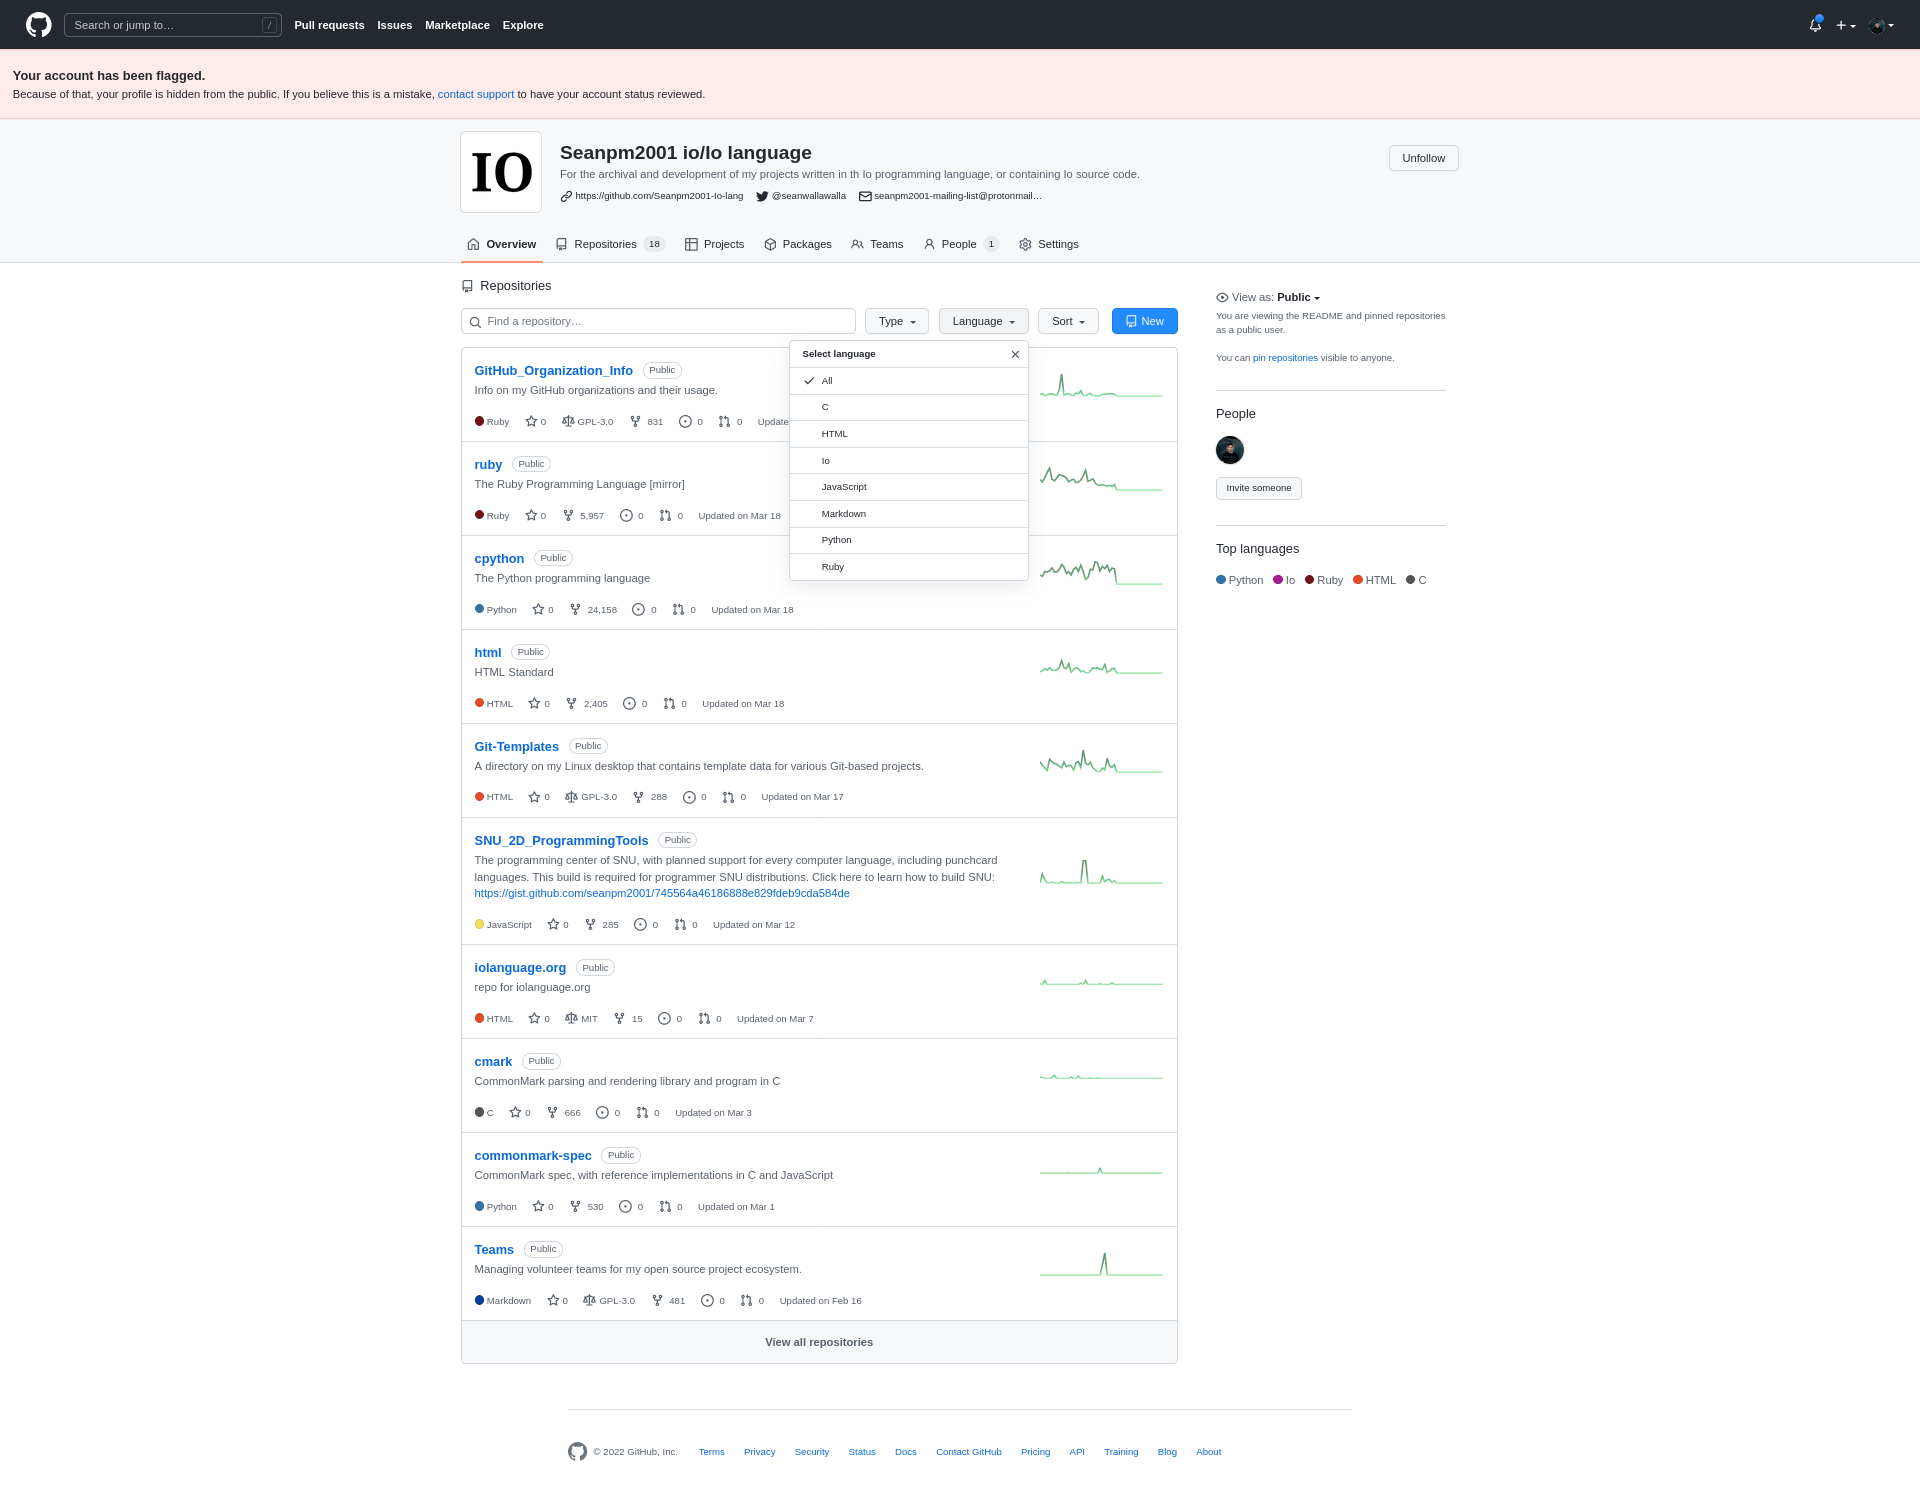 Search or jump to… /
Pull requests Issues Marketplace Explore
Your account has been flagged.
Because of that, your profile is hidden from the public. If you believe this is a mistake, contact support to have your account status reviewed.
IO
Seanpm2001 io/Io language
For the archival and development of my projects written in th Io programming language, or containing Io source code.
https://github.com/Seanpm2001-Io-lang @seanwallawalla seanpm2001-mailing-list@protonmail…
Unfollow
Overview Repositories 18 Projects Packages Teams People 1 Settings
Repositories
Find a repository… Type Language Sort New
Select language
All
C
HTML
Io
JavaScript
Markdown
Python
Ruby
GitHub_Organization_Info Public
Info on my GitHub organizations and their usage.
Ruby 0 GPL-3.0 831 0 0 Update
ruby Public
The Ruby Programming Language [mirror]
Ruby 0 5,957 0 0 Updated on Mar 18
cpython Public
The Python programming language
Python 0 24,158 0 0 Updated on Mar 18
html Public
HTML Standard
HTML 0 2,405 0 0 Updated on Mar 18
Git-Templates Public
A directory on my Linux desktop that contains template data for various Git-based projects.
HTML 0 GPL-3.0 288 0 0 Updated on Mar 17
SNU_2D_ProgrammingTools Public
The programming center of SNU, with planned support for every computer language, including punchcard
languages. This build is required for programmer SNU distributions. Click here to learn how to build SNU:
https://gist.github.com/seanpm2001/745564a46186888e829fdeb9cda584de
JavaScript 0 285 0 0 Updated on Mar 12
iolanguage.org Public
repo for iolanguage.org
HTML 0 MIT 15 0 0 Updated on Mar 7
cmark Public
CommonMark parsing and rendering library and program in C
C 0 666 0 0 Updated on Mar 3
commonmark-spec Public
CommonMark spec, with reference implementations in C and JavaScript
Python 0 530 0 0 Updated on Mar 1
Teams Public
Managing volunteer teams for my open source project ecosystem.
Markdown 0 GPL-3.0 481 0 0 Updated on Feb 16
View all repositories
View as: Public
You are viewing the README and pinned repositories
as a public user.
You can pin repositories visible to anyone.
People
Invite someone
Top languages
Python Io Ruby HTML C
© 2022 GitHub, Inc. Terms Privacy Security Status Docs Contact GitHub Pricing API Training Blog About